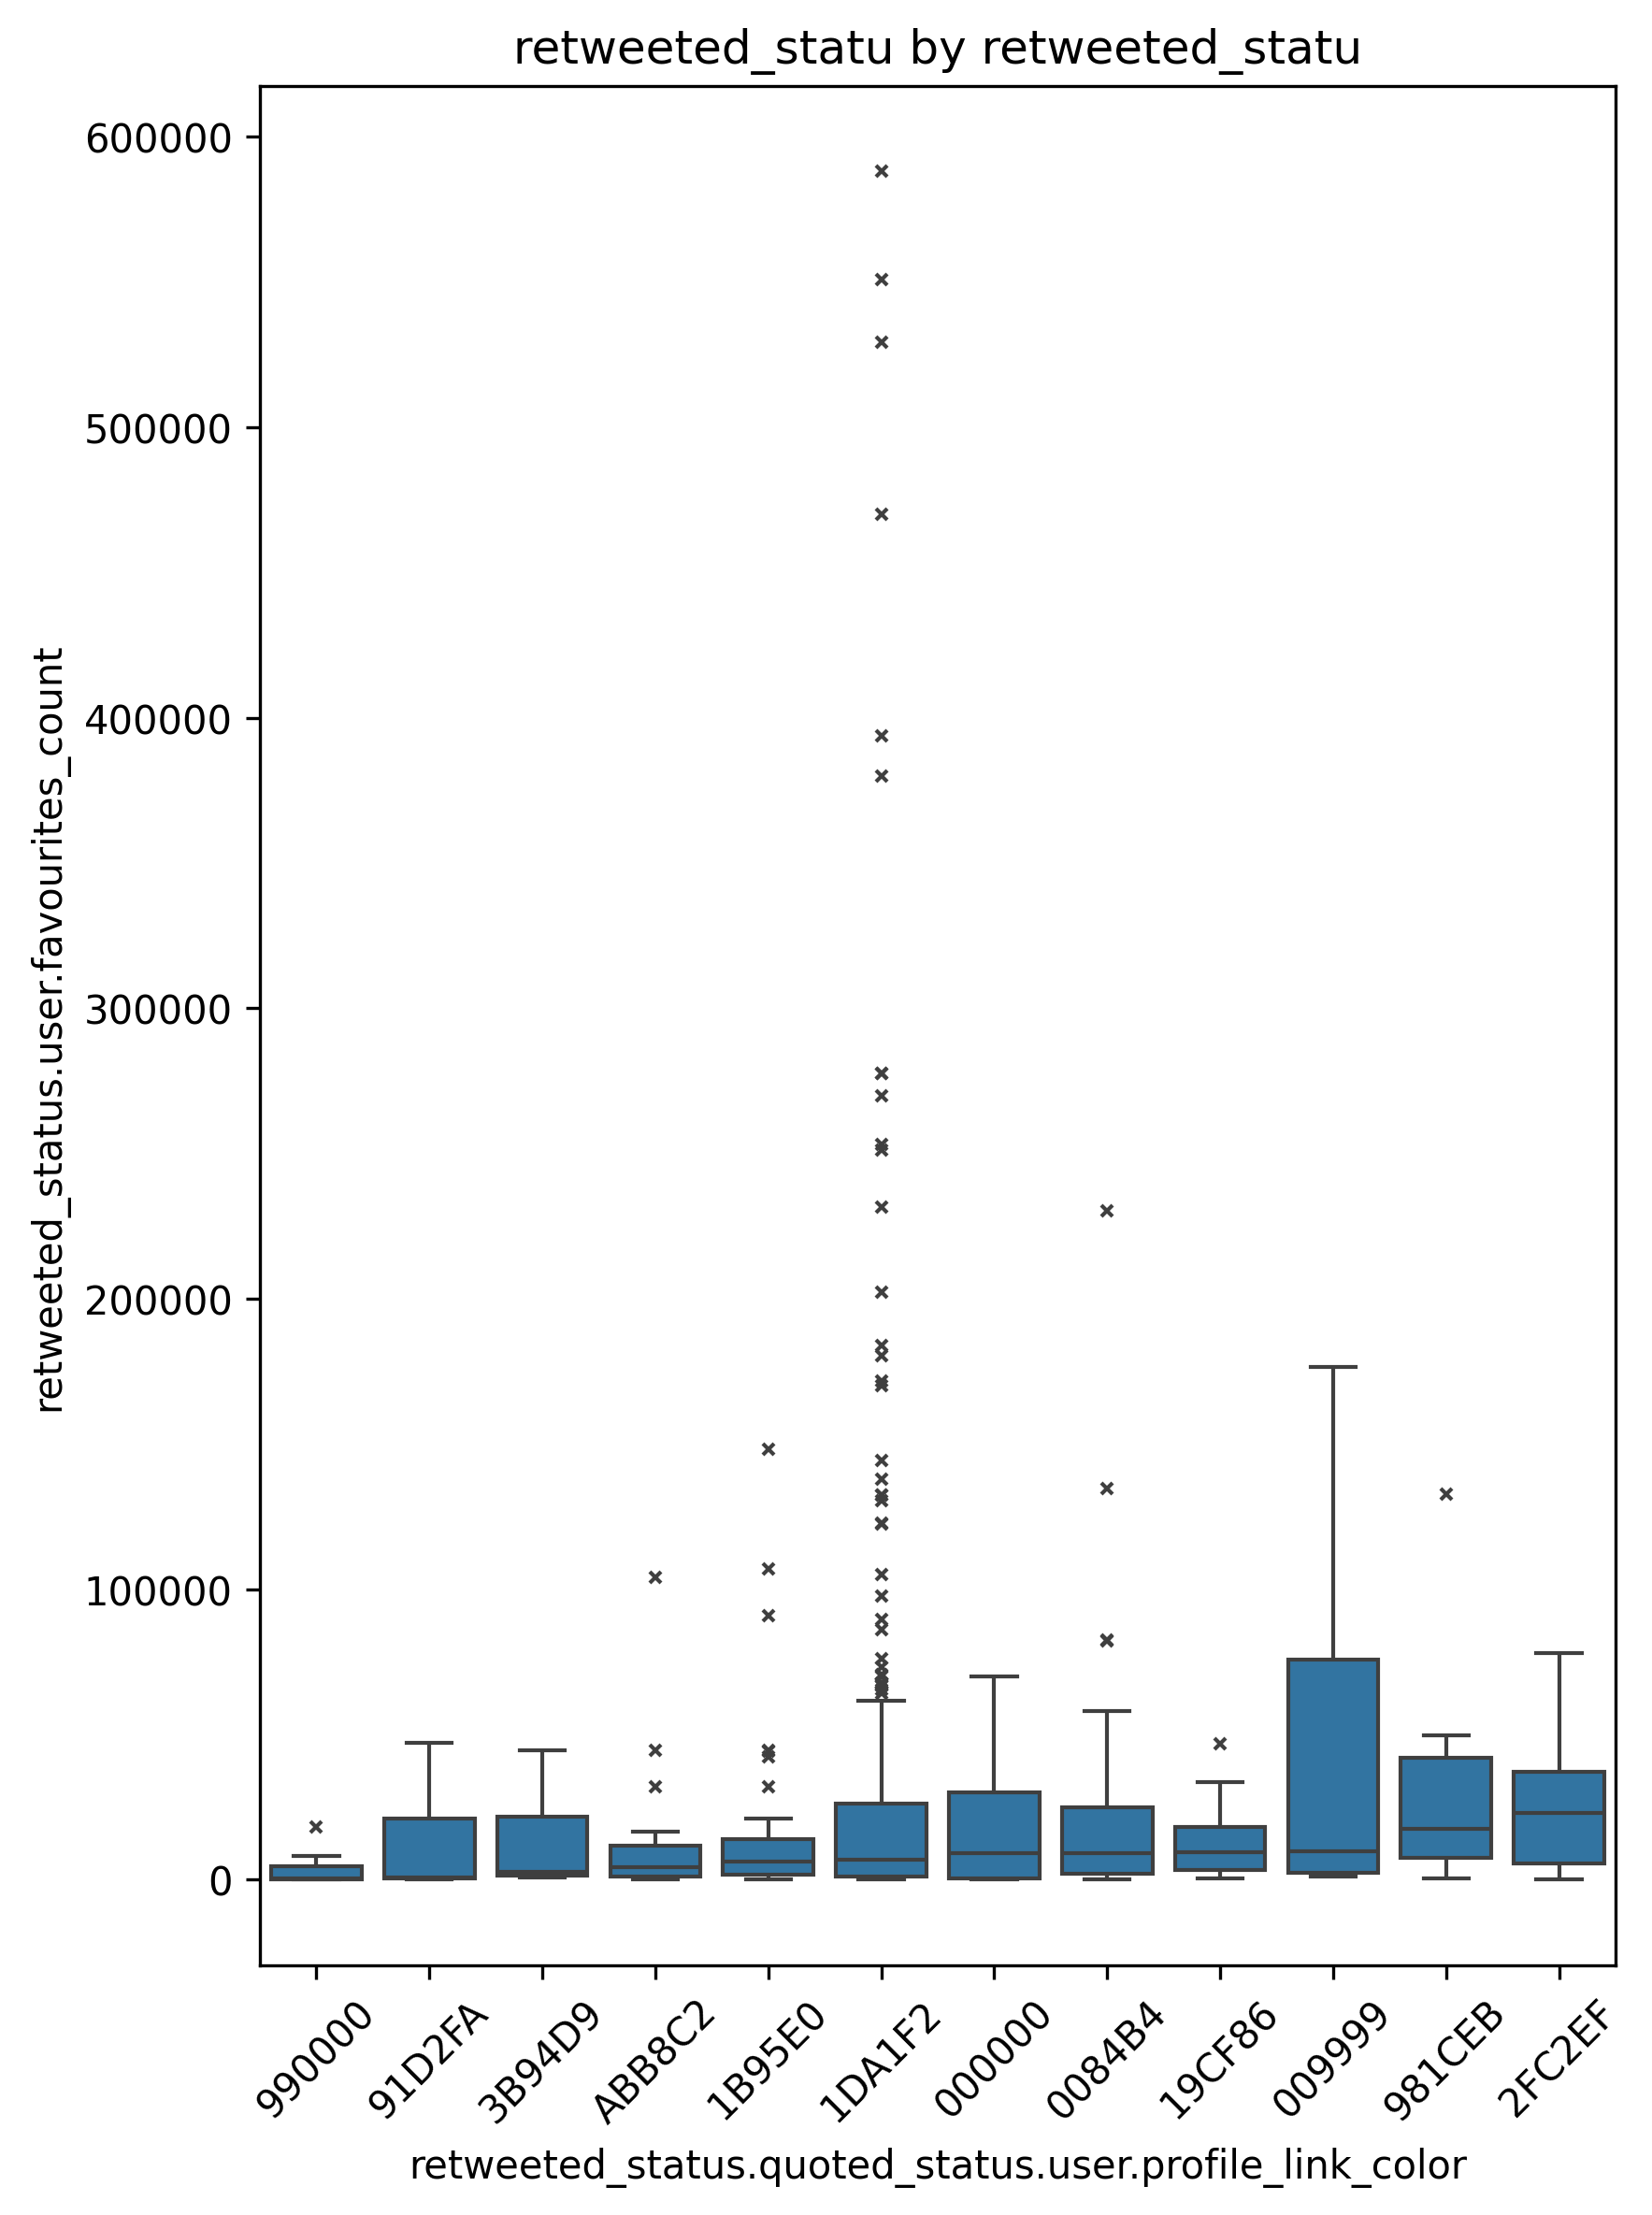 retweeted_statu by retweeted_statu
600000
500000
400000
300000
200000
100000
0
retweeted_status.user.favourites_count
990000
91D2FA
3B94D9
ABB8C2
1B95E0
1DA1F2
000000
0084B4
19CF86
009999
981CEB
2FC2EF
retweeted_status.quoted_status.user.profile_link_color